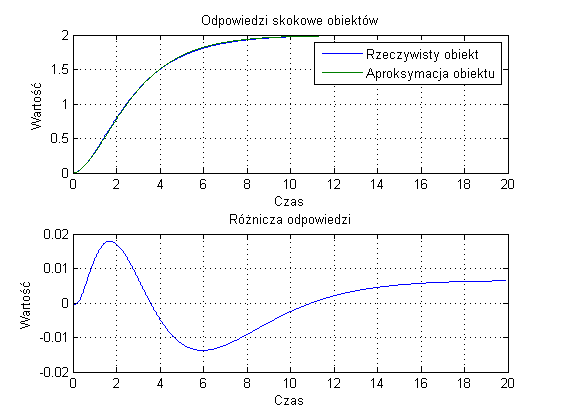 Odpowiedzi skokowe obiektów
2
1.5
1
0.5
0
Wartość
Rzeczywisty obiekt
Aproksymacja obiektu
0 2 4 6 8 10 12 14 16 18 20
Czas
Różnicza odpowiedzi
0.02
0.01
0
-0.01
-0.02
Wartość
0 2 4 6 8 10 12 14 16 18 20
Czas